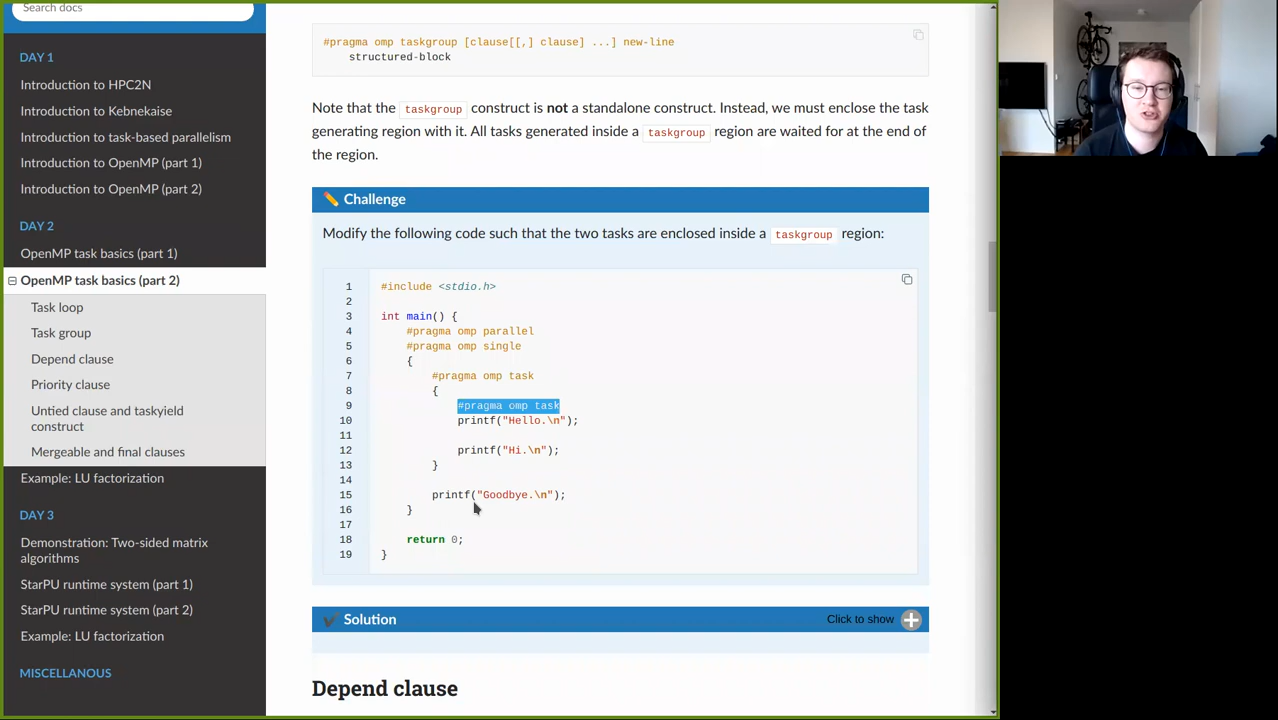 Search docs
DAY 1
Introduction to HPC2N
Introduction to Kebnekaise
Introduction to task-based parallelism
Introduction to OpenMP (part 1)
Introduction to OpenMP (part 2)
DAY 2
OpenMP task basics (part 1)
OpenMP task basics (part 2)
Task loop
Task group
Depend clause
Priority clause
Untied clause and taskyield
construct
Mergeable and final clauses
Example: LU factorization
DAY 3
Demonstration: Two-sided matrix
algorithms
StarPU runtime system (part 1)
StarPU runtime system (part 2)
Example: LU factorization
MISCELLANOUS
#pragma omp taskgroup [clause[[,] clause] ...] new-line
structured-block
Note that the taskgroup construct is not a standalone construct. Instead, we must enclose the task
generating region with it. All tasks generated inside a taskgroup region are waited for at the end of
the region.
Challenge
Modify the following code such that the two tasks are enclosed inside a taskgroup region:
1 #include <stdio.h>
2
3 int main() {
4 #pragma omp parallel
5 #pragma omp single
6 {
7 #pragma omp task
8 {
9 #pragma omp task
10 printf("Hello.\n");
11
12 printf("Hi.\n");
13 }
14
15 printf("Goodbye.\n");
16 }
17
18 return 0;
19 }
Solution Click to show
Depend clause